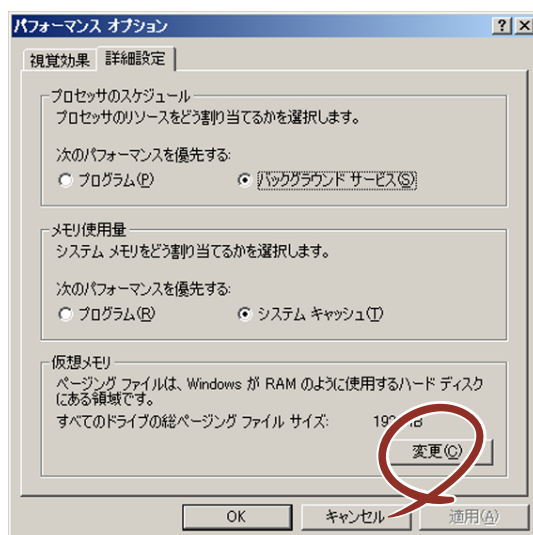 パフォーマンス オプション
視覚効果 詳細設定
プロセッサのスケジュール
プロセッサのリソースをどう割り当てるかを選択します。
次のパフォーマンスを優先する:
プログラム(P) バックグラウンド サービス(S)
メモリ使用量
システム メモリをどう割り当てるかを選択します。
次のパフォーマンスを優先する:
プログラム(R) システム キャッシュ(T)
仮想メモリ
ページング ファイルは、Windows が RAM のように使用するハード ディスク
にある領域です。
すべてのドライブの総ページング ファイル サイズ:
変更(C)
OK キャンセル 適用(A)